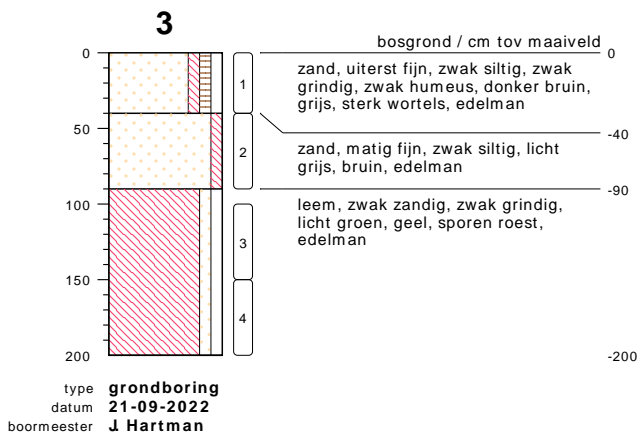 3
bosgrond / cm tov maaiveld
0
0
zand, uiterst fijn, zwak siltig, zwak
grindig, zwak humeus, donker bruin,
grijs, sterk wortels, edelman
1
50
-40
zand, matig fijn, zwak siltig, licht
grijs, bruin, edelman
2
-90
100
leem, zwak zandig, zwak grindig,
licht groen, geel, sporen roest,
edelman
3
150
4
200
-200
type grondboring
datum 21-09-2022
boormeester J. Hartman